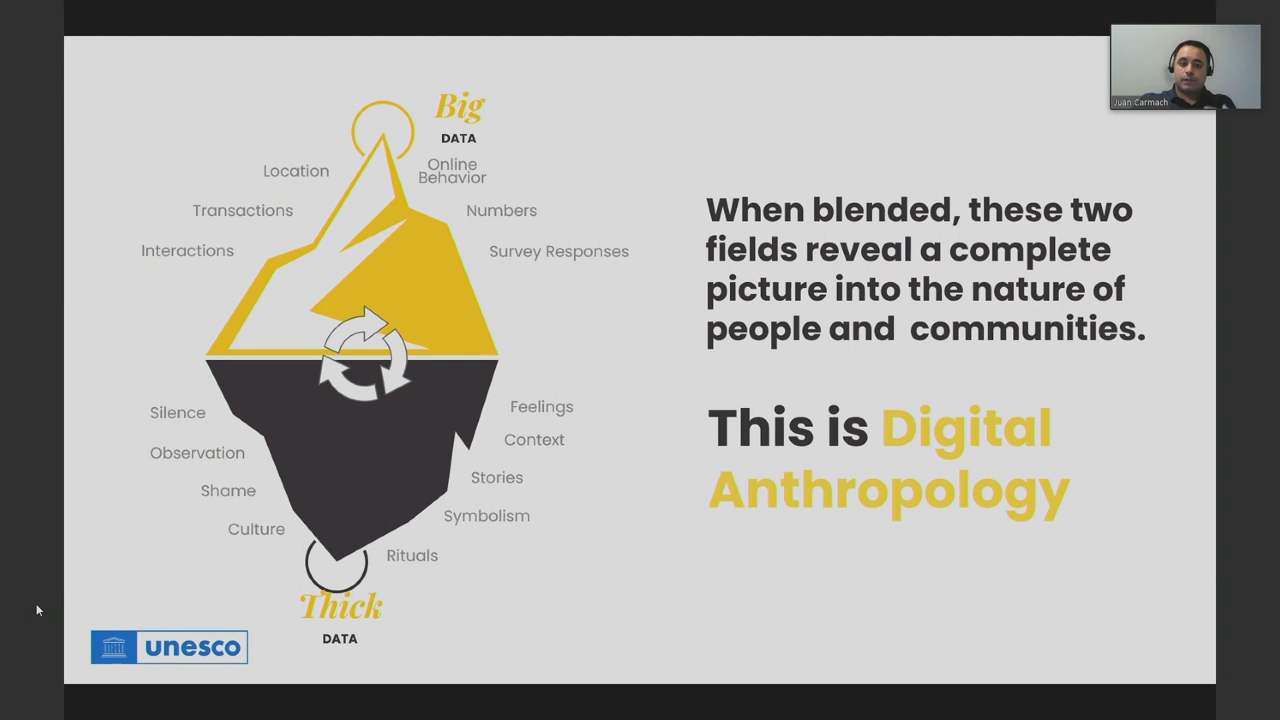 Juan Carmach
Big
DATA
Location
Online
Behavior
Transactions
Numbers
Interactions
Survey Responses
When blended, these two
fields reveal a complete
picture into the nature of
people and communities.
This is Digital
Anthropology
Silence
Feelings
Observation
Context
Shame
Stories
Culture
Symbolism
Rituals
Thick
DATA
unesco